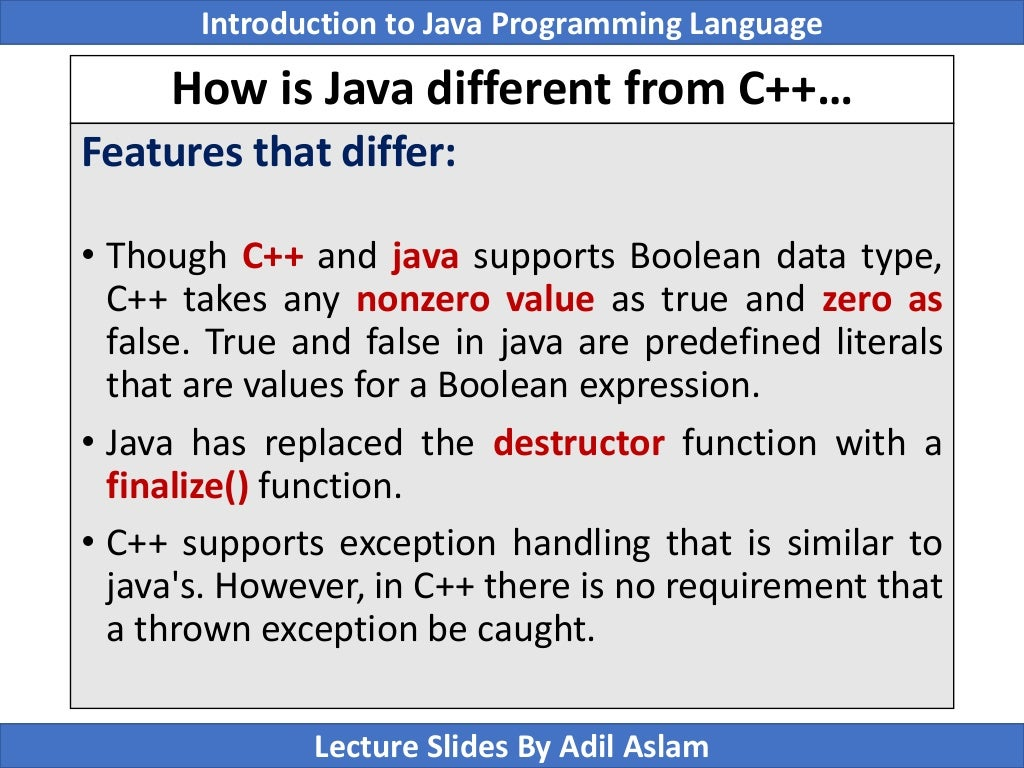 Introduction to Java Programming Language
How is Java different from C++…
Features that differ:
• Though C++ and java supports Boolean data type,
C++ takes any nonzero value as true and zero as
false. True and false in java are predefined literals
that are values for a Boolean expression.
• Java has replaced the destructor function with a
finalize() function.
• C++ supports exception handling that is similar to
java's. However, in C++ there is no requirement that
a thrown exception be caught.
Lecture Slides By Adil Aslam